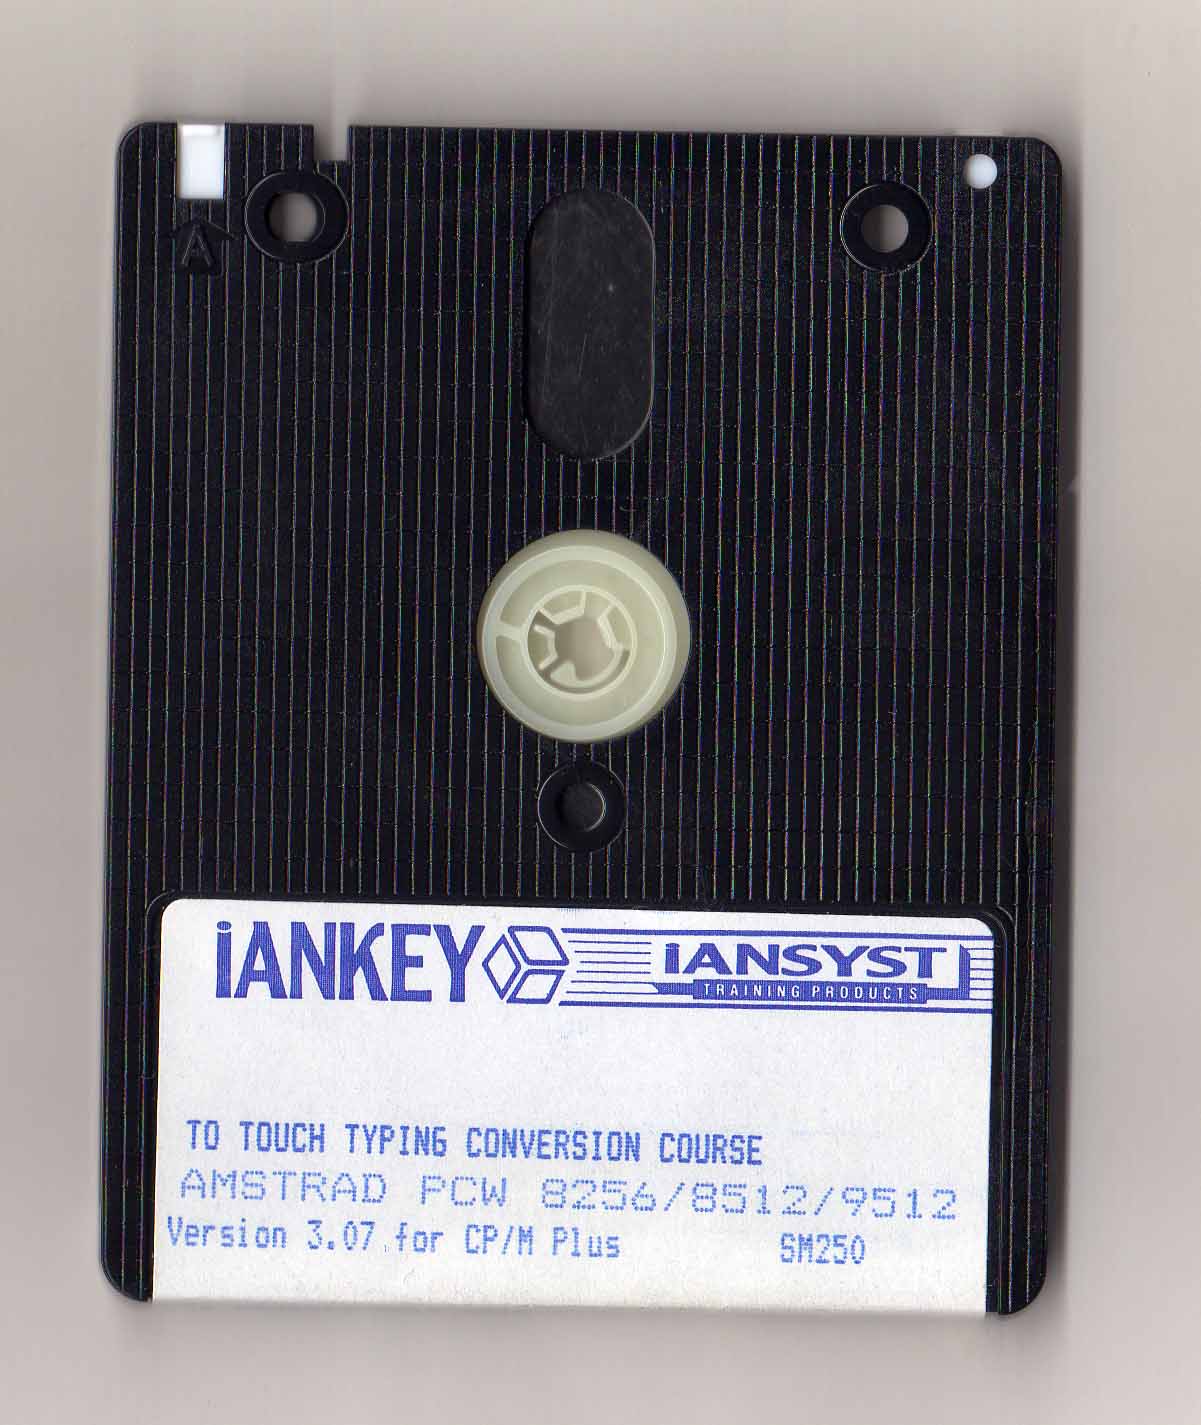 A
iANKEY
iANSYST
TRAINING PRODUCTS
TO TOUCH TYPING CONVERSION COURSE
AMSTRAD PCW 8256/8512/9512
Version 3.07 for CP/M Plus SM250